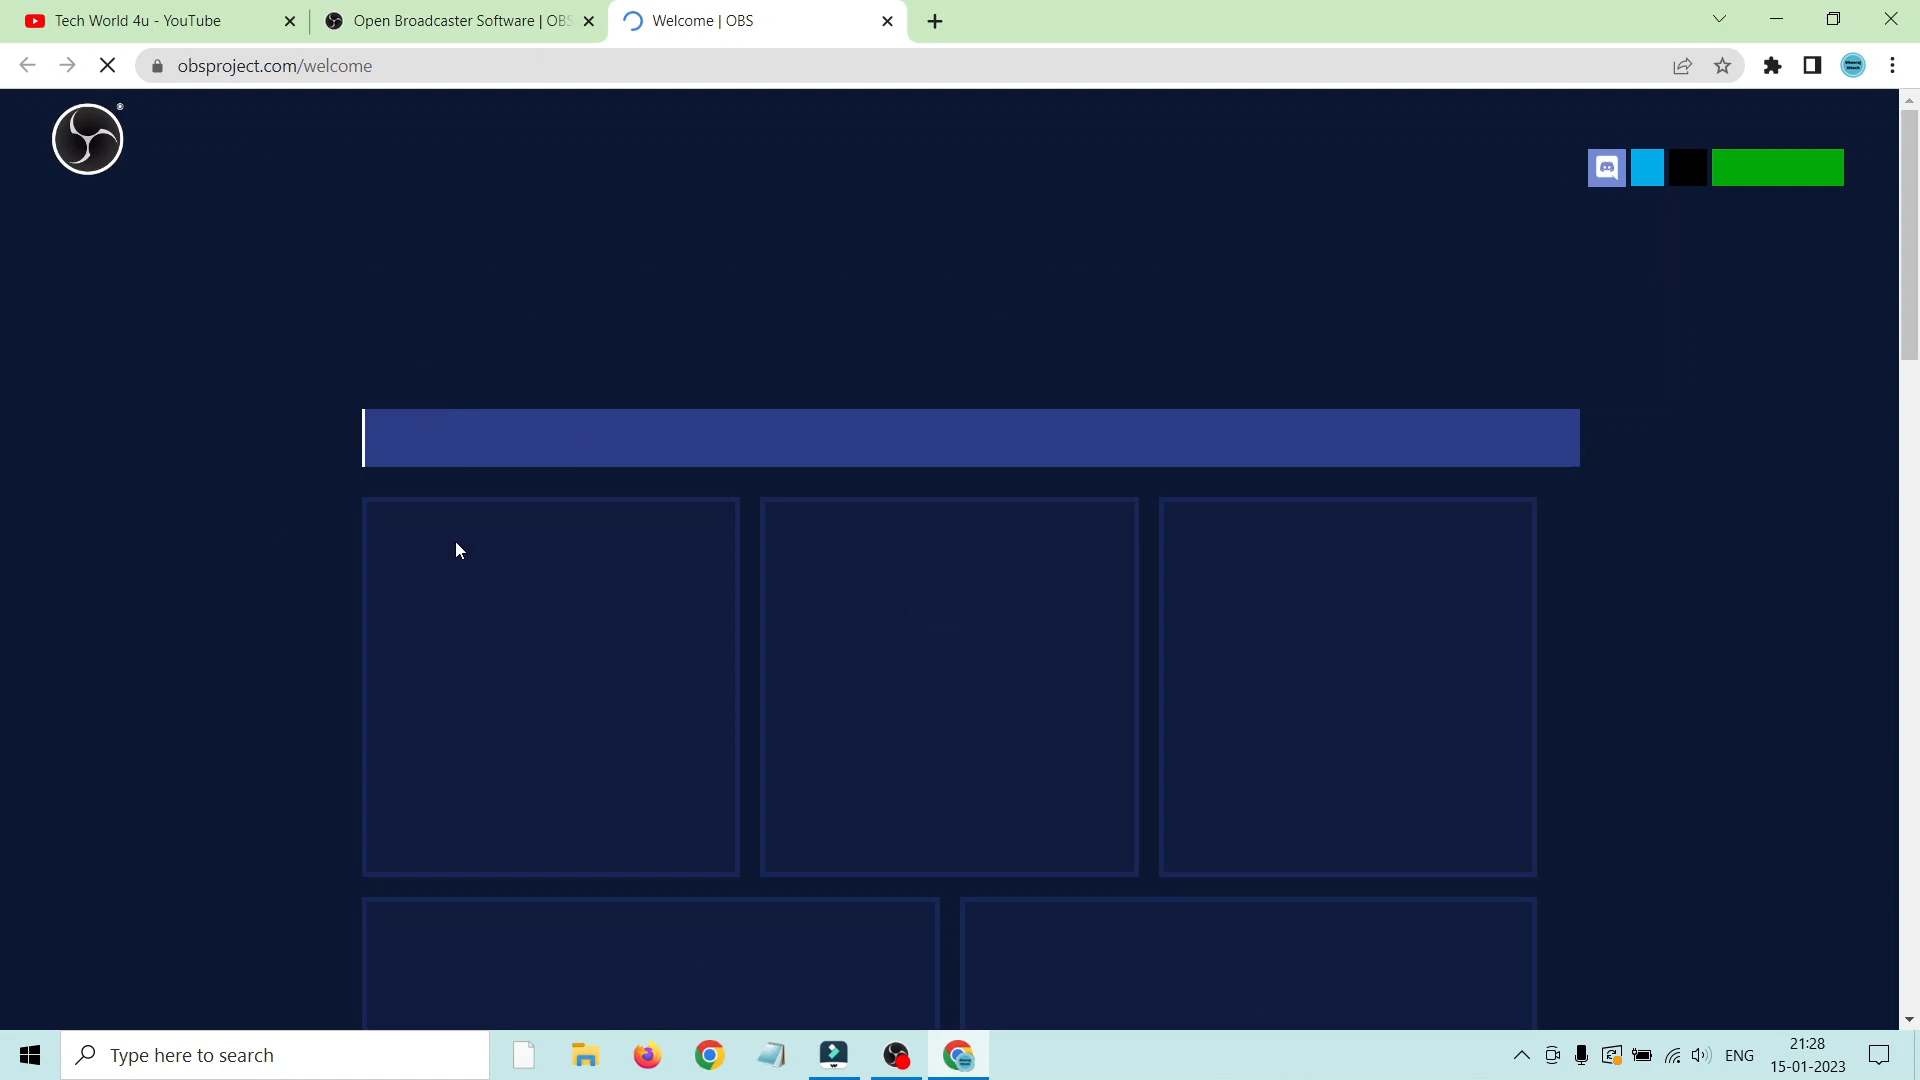 Tech World 4u - YouTube
Open Broadcaster Software | OBS
Welcome | OBS
obsproject.com/welcome
Type here to search
ENG
21:28
15-01-2023